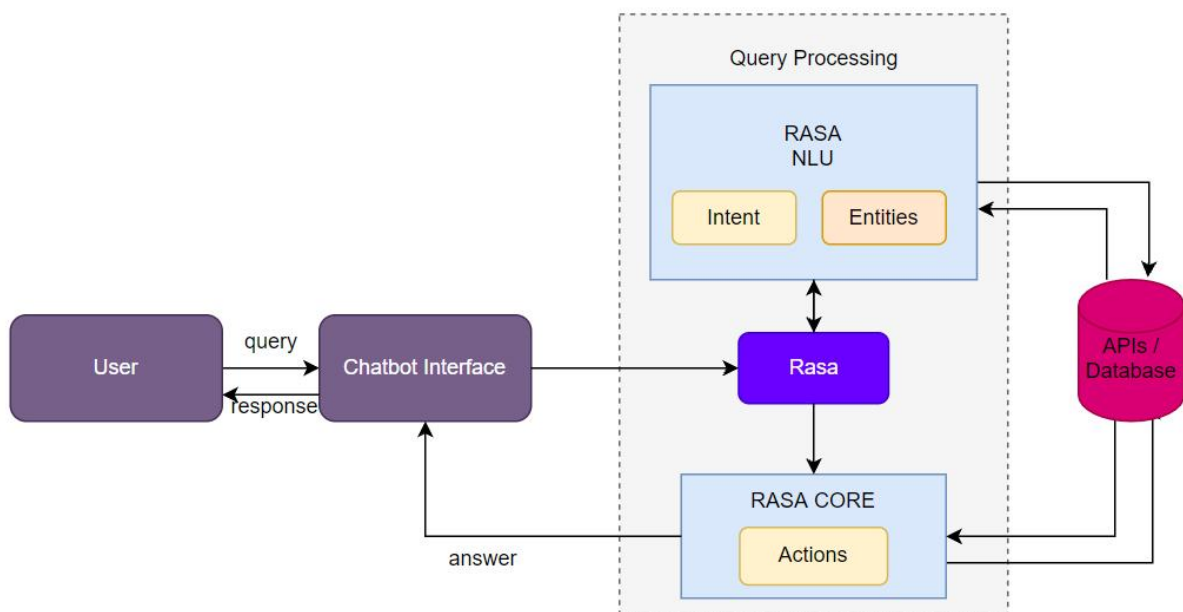 Query Processing
RASA
NLU
Intent
Entities
User
query
response
Chatbot Interface
Rasa
APIs /
Database
RASA CORE
Actions
answer